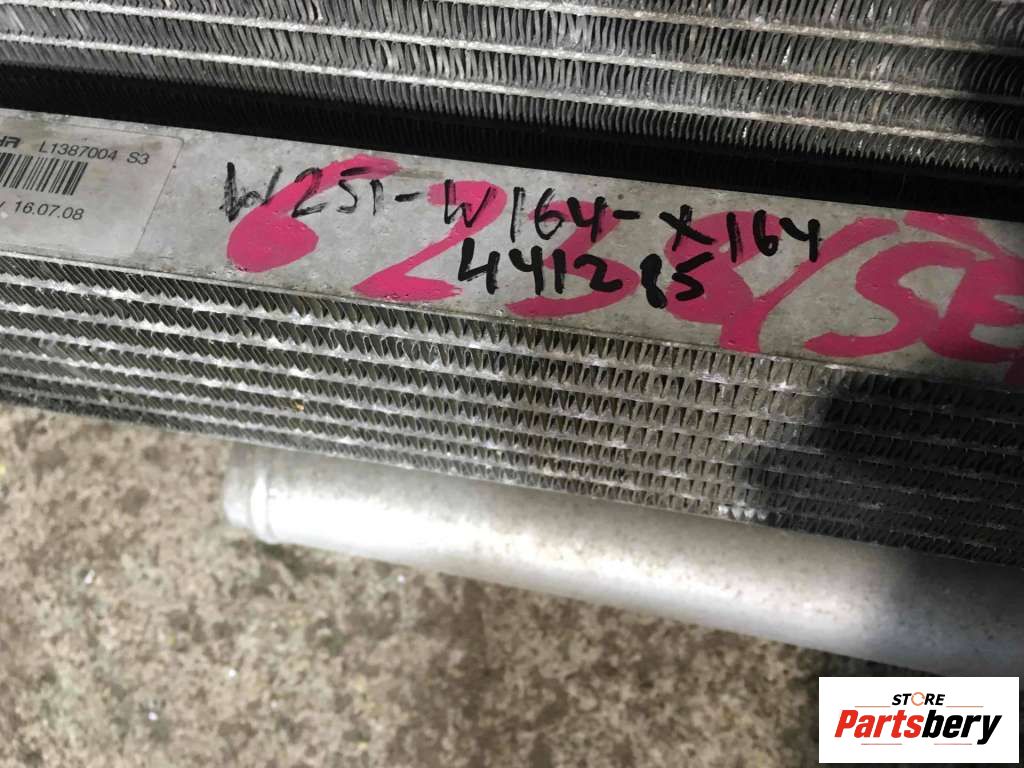 L1387004 S3
16.07.08
W251-W164-X164
441285
STORE
Partsbery